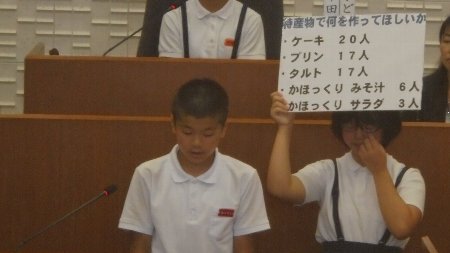 田ど
特産物で何を作ってほしいか
・ケーキ 20人
・プリン 17人
・タルト 17人
・かほっくり みそ汁 6人
・かほっくり サラダ 3人